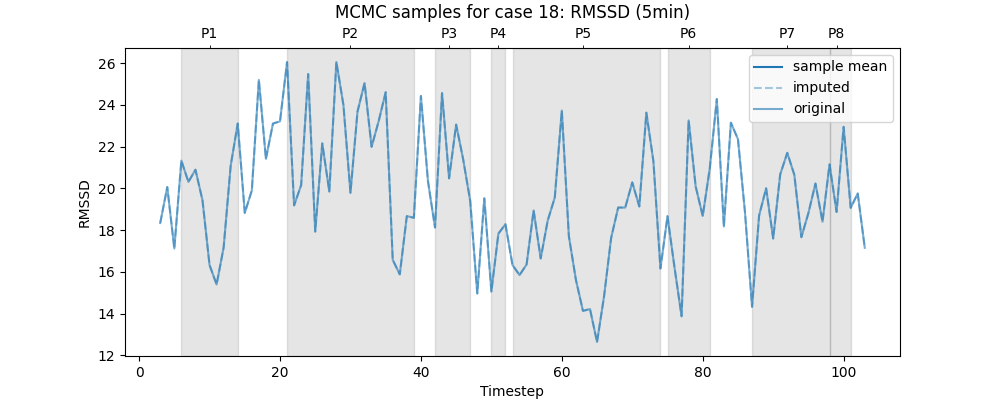 MCMC samples for case 18: RMSSD (5min)
P1 P2 P3 P4 P5 P6 P7 P8
sample mean
imputed
original
RMSSD
26
24
22
20
18
16
14
12
0 20 40 60 80 100
Timestep